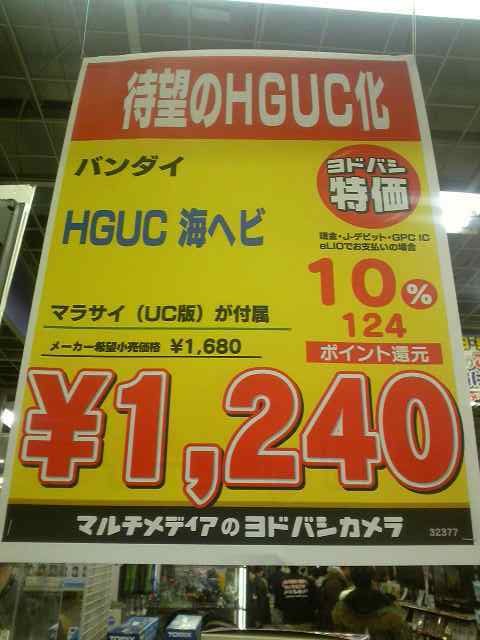 待望のHGUC化
バンダイ
ヨドバシ
特価
HGUC 海ヘビ
現金・J-デビット・GPC IC
eLIOでお支払いの場合
10%
124
ポイント還元
マラサイ（UC版）が付属
メーカー希望小売価格 ¥1,680
¥1,240
マルチメディアのヨドバシカメラ
32377
TOMIX
TOMIX